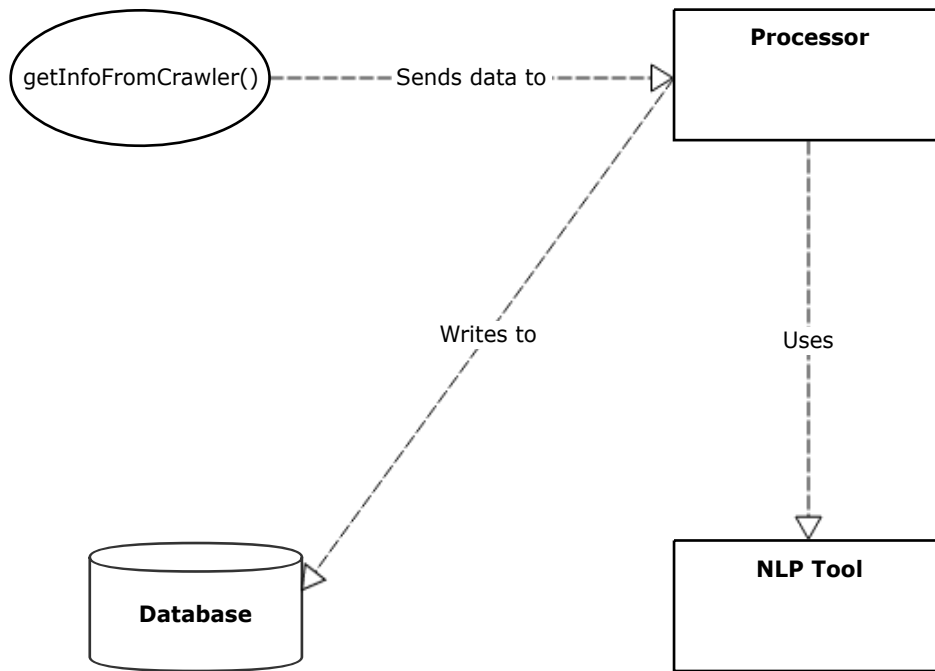 getInfoFromCrawler()
Sends data to
Processor
Writes to
Uses
Database
NLP Tool